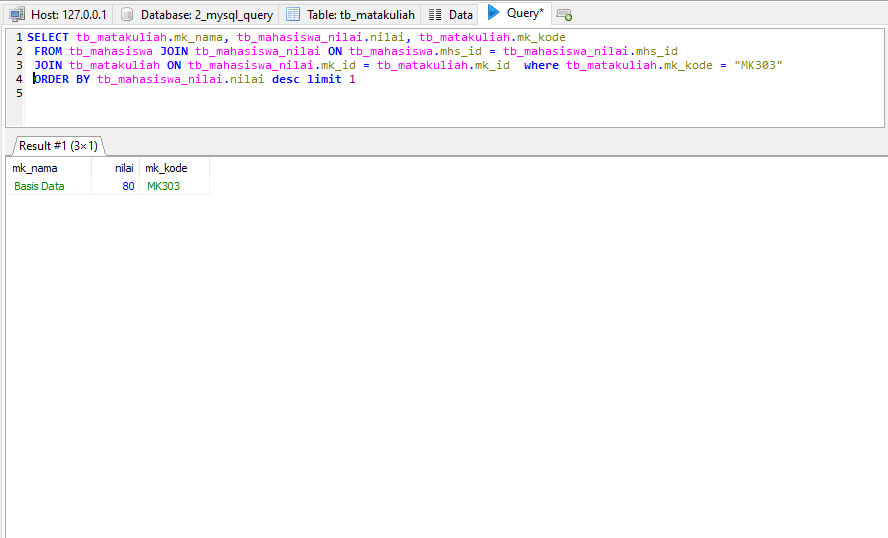 Host: 127.0.0.1 Database: 2_mysql_query Table: tb_matakuliah Data Query*
1 SELECT tb_matakuliah.mk_nama, tb_mahasiswa_nilai.nilai, tb_matakuliah.mk_kode
2 FROM tb_mahasiswa JOIN tb_mahasiswa_nilai ON tb_mahasiswa.mhs_id = tb_mahasiswa_nilai.mhs_id
3 JOIN tb_matakuliah ON tb_mahasiswa_nilai.mk_id = tb_matakuliah.mk_id where tb_matakuliah.mk_kode = "MK303"
4 ORDER BY tb_mahasiswa_nilai.nilai desc limit 1
5
Result #1 (3×1)
mk_nama nilai mk_kode
Basis Data 80 MK303